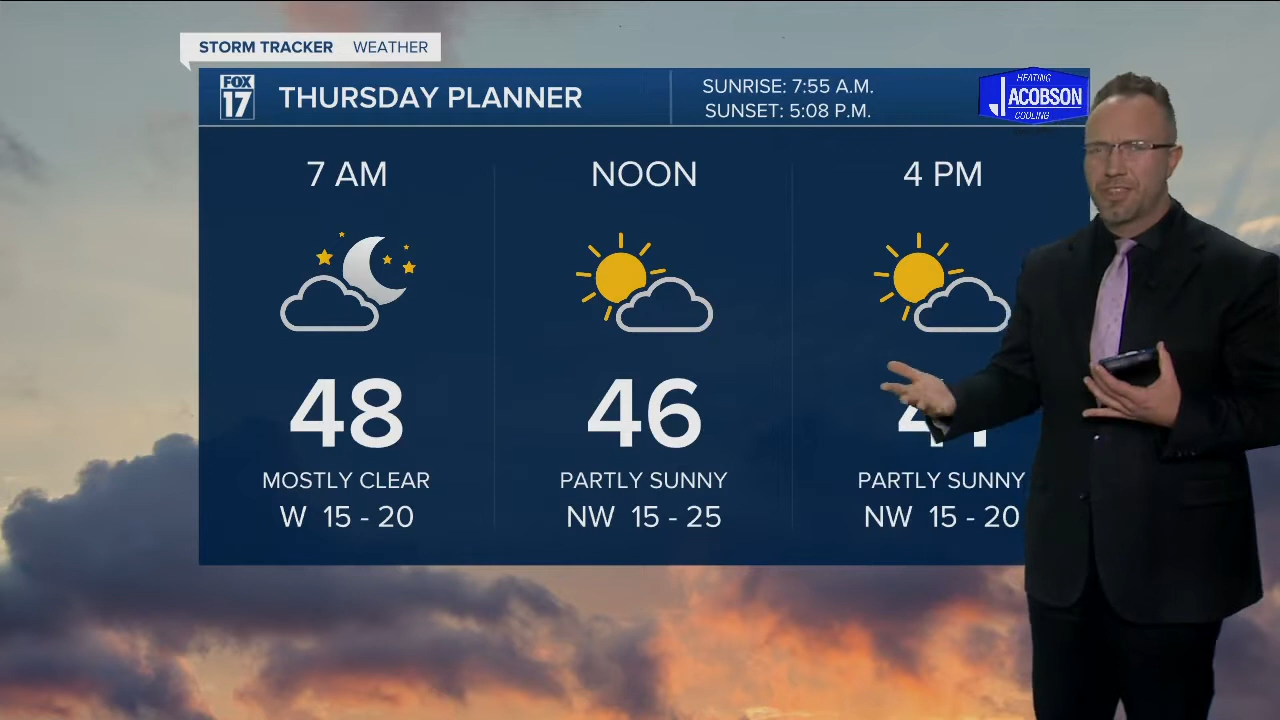 STORM TRACKER WEATHER
FOX
17
THURSDAY PLANNER
SUNRISE: 7:55 A.M.
SUNSET: 5:08 P.M.
HEATING
JACOBSON
COOLING
7 AM
NOON
4 PM
48
46
MOSTLY CLEAR
PARTLY SUNNY
PARTLY SUNNY
W 15 - 20
NW 15 - 25
NW 15 - 20